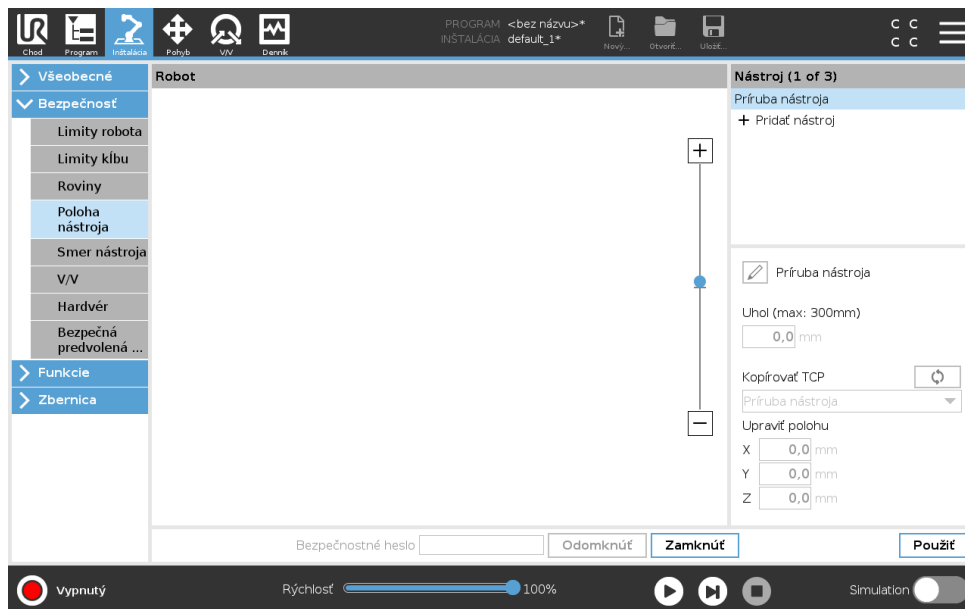 PROGRAM <bez názvu>*
INŠTALÁCIA default_1*
Chod
Program
Inštalácia
Pohyb
V/V
Denník
Nový...
Otvoriť...
Uložiť...
C C
C C
Všeobecné
Bezpečnosť
Limity robota
Limity kĺbu
Roviny
Poloha
nástroja
Smer nástroja
V/V
Hardvér
Bezpečná
predvolená ...
Funkcie
Zbernica
Robot
Nástroj (1 of 3)
Príruba nástroja
+ Pridať nástroj
Príruba nástroja
Uhol (max: 300mm)
0,0 mm
Kopírovať TCP
Príruba nástroja
Upraviť polohu
X 0,0 mm
Y 0,0 mm
Z 0,0 mm
Bezpečnostné heslo
Odomknúť
Zamknúť
Použiť
Vypnutý
Rýchlosť
100%
Simulation